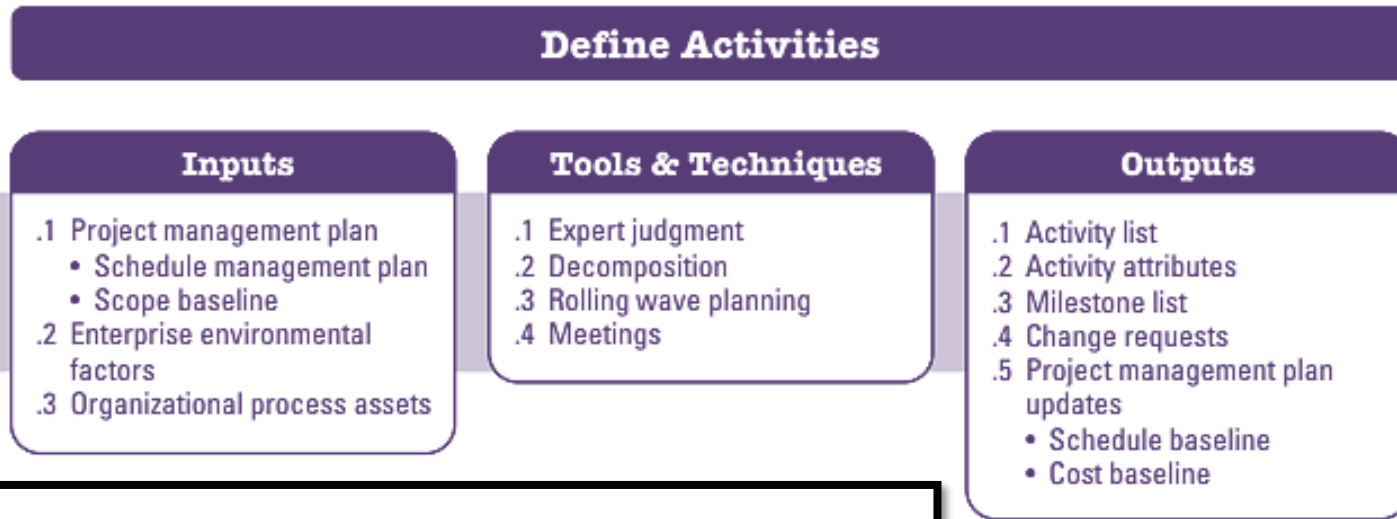 Define Activities
Inputs
.1 Project management plan
• Schedule management plan
• Scope baseline
.2 Enterprise environmental
factors
.3 Organizational process assets
Tools & Techniques
.1 Expert judgment
.2 Decomposition
.3 Rolling wave planning
.4 Meetings
Outputs
.1 Activity list
.2 Activity attributes
.3 Milestone list
.4 Change requests
.5 Project management plan
updates
• Schedule baseline
• Cost baseline